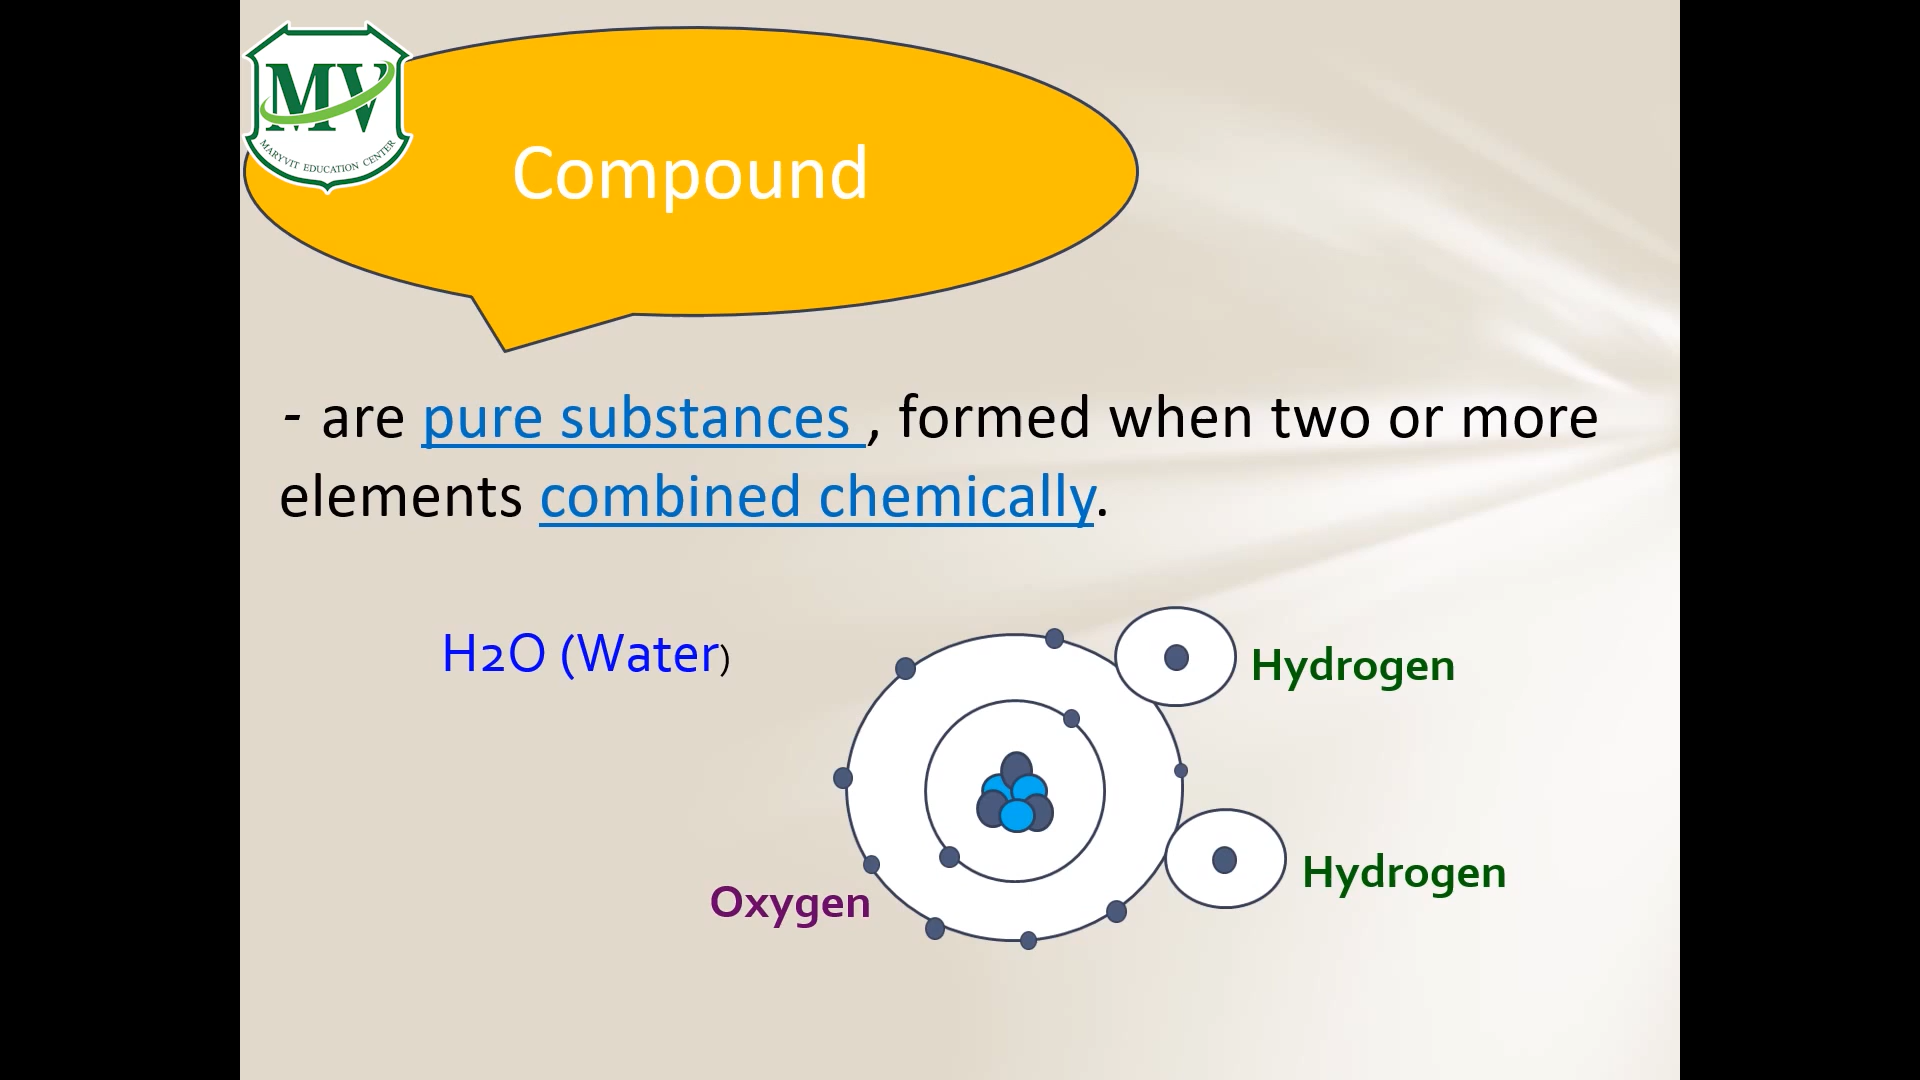 MV
MARYVIT EDUCATION CENTER
Compound
- are pure substances , formed when two or more
elements combined chemically.
H2O (Water)
Hydrogen
Hydrogen
Oxygen